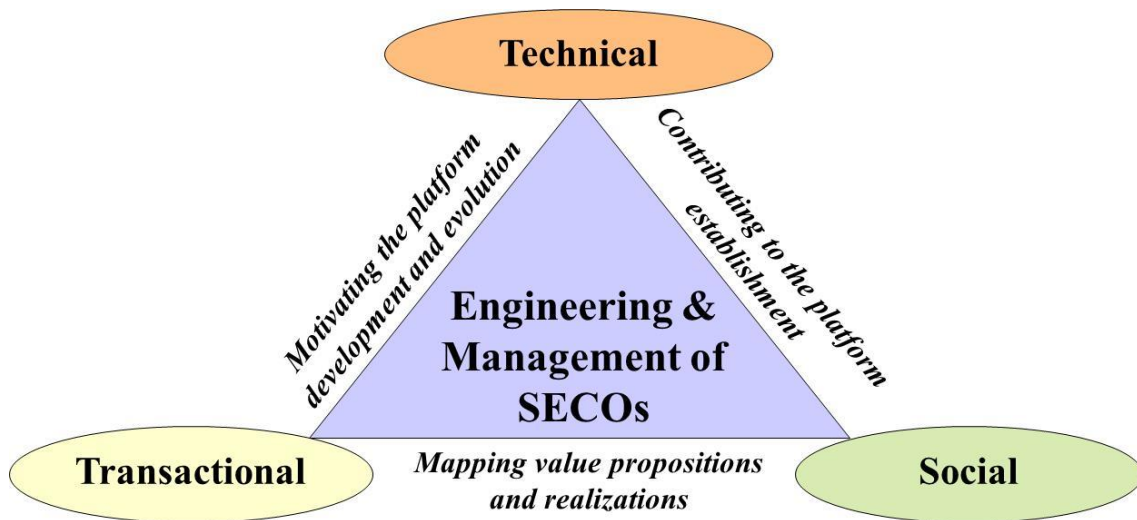 Technical
Motivating the platform
development and evolution
Contributing to the platform
establishment
Engineering &
Management of
SECOs
Transactional
Mapping value propositions
and realizations
Social